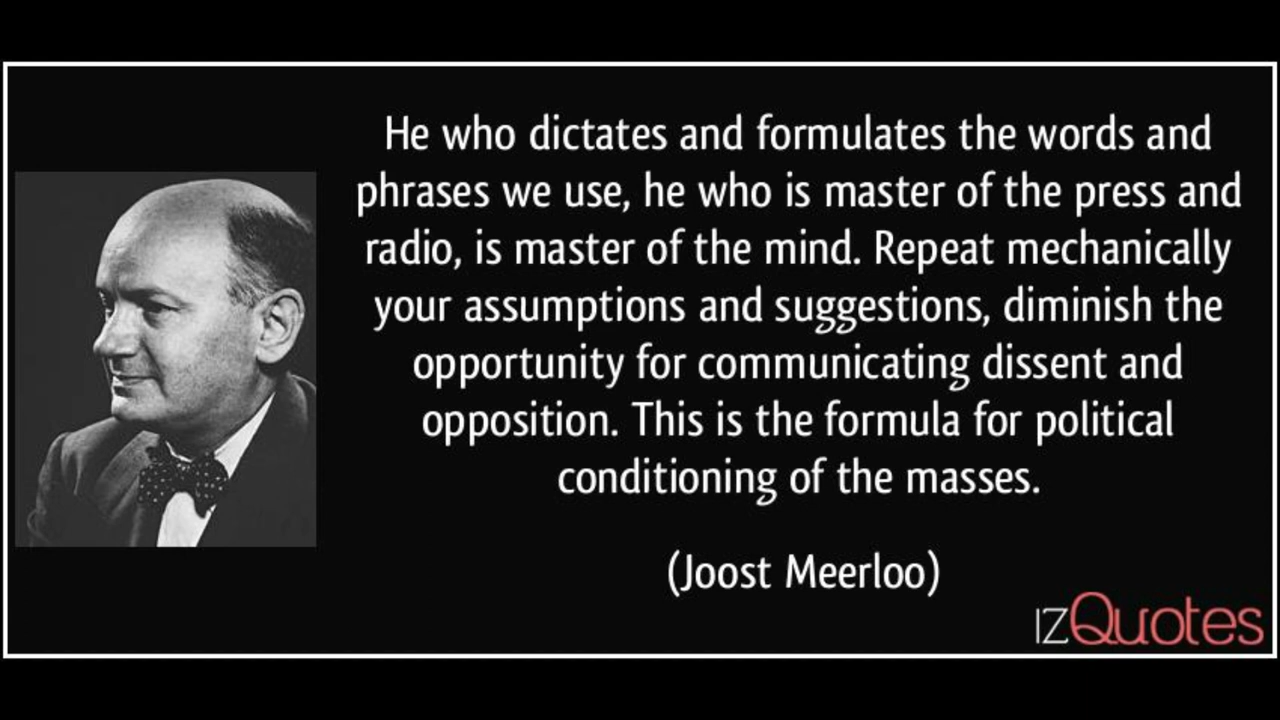 He who dictates and formulates the words and
phrases we use, he who is master of the press and
radio, is master of the mind. Repeat mechanically
your assumptions and suggestions, diminish the
opportunity for communicating dissent and
opposition. This is the formula for political
conditioning of the masses.
(Joost Meerloo)
IZQuotes